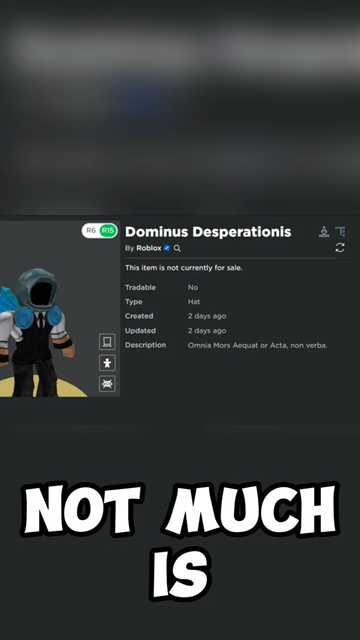 R6 R15
Dominus Desperationis
By Roblox
This item is not currently for sale.
Tradable No
Type Hat
Created 2 days ago
Updated 2 days ago
Description Omnia Mors Aequat or Acta, non verba.
NOT MUCH
IS